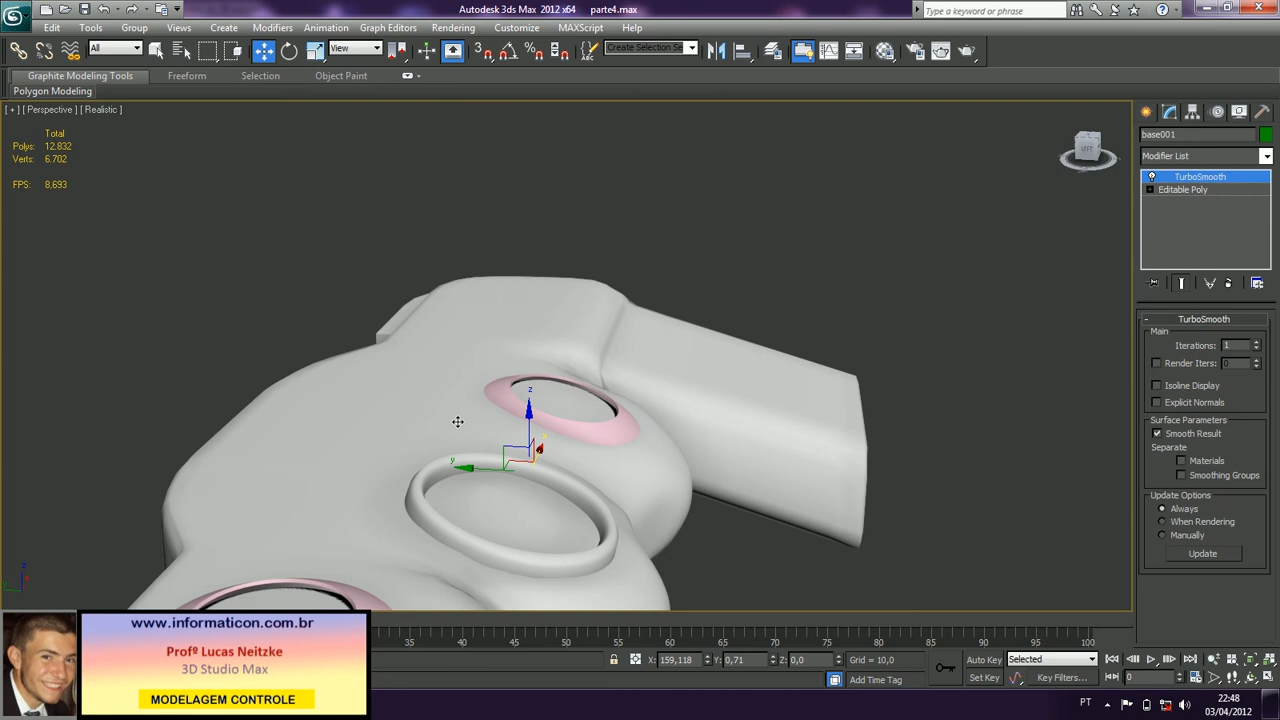 Autodesk 3ds Max 2012 x64 parte4.max
Type a keyword or phrase
Edit Tools Group Views Create Modifiers Animation Graph Editors Rendering Customize MAXScript Help
All
View
Create Selection Se
Graphite Modeling Tools Freeform Selection Object Paint
Polygon Modeling
[ + ] [ Perspective ] [ Realistic ]
Total
Polys: 12.832
Verts: 6.702
FPS: 8,693
LEFT
z
y
x
base001
Modifier List
TurboSmooth
Editable Poly
TurboSmooth
Main
Iterations: 1
Render Iters: 0
Isoline Display
Explicit Normals
Surface Parameters
Smooth Result
Separate
Materials
Smoothing Groups
Update Options
Always
When Rendering
Manually
Update
z
y
35 40 45 50 55 60 65 70 75 80 85 90 95 100
X: 159,118 Y: 0,71 Z: 0,0 Grid = 10,0
Add Time Tag
Auto Key Selected
Set Key Key Filters...
0
www.informaticon.com.br
Profº Lucas Neitzke
3D Studio Max
MODELAGEM CONTROLE
PT
22:48
03/04/2012